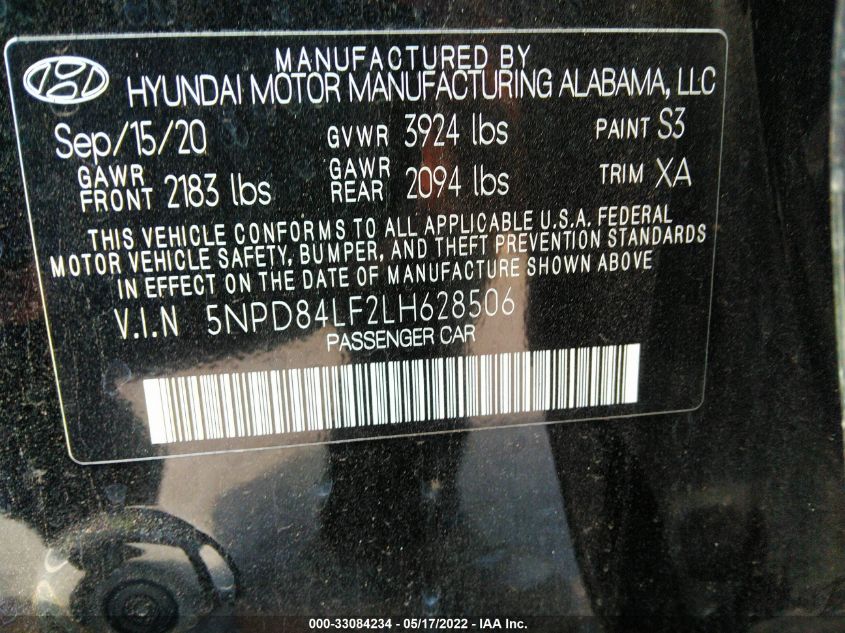 MANUFACTURED BY
HYUNDAI MOTOR MANUFACTURING ALABAMA, LLC
Sep/15/20 GVWR 3924 lbs PAINT S3
GAWR FRONT 2183 lbs GAWR REAR 2094 lbs TRIM XA
THIS VEHICLE CONFORMS TO ALL APPLICABLE U.S.A. FEDERAL
MOTOR VEHICLE SAFETY, BUMPER, AND THEFT PREVENTION STANDARDS
IN EFFECT ON THE DATE OF MANUFACTURE SHOWN ABOVE
V.I.N 5NPD84LF2LH628506
PASSENGER CAR
000-33084234 - 05/17/2022 - IAA Inc.